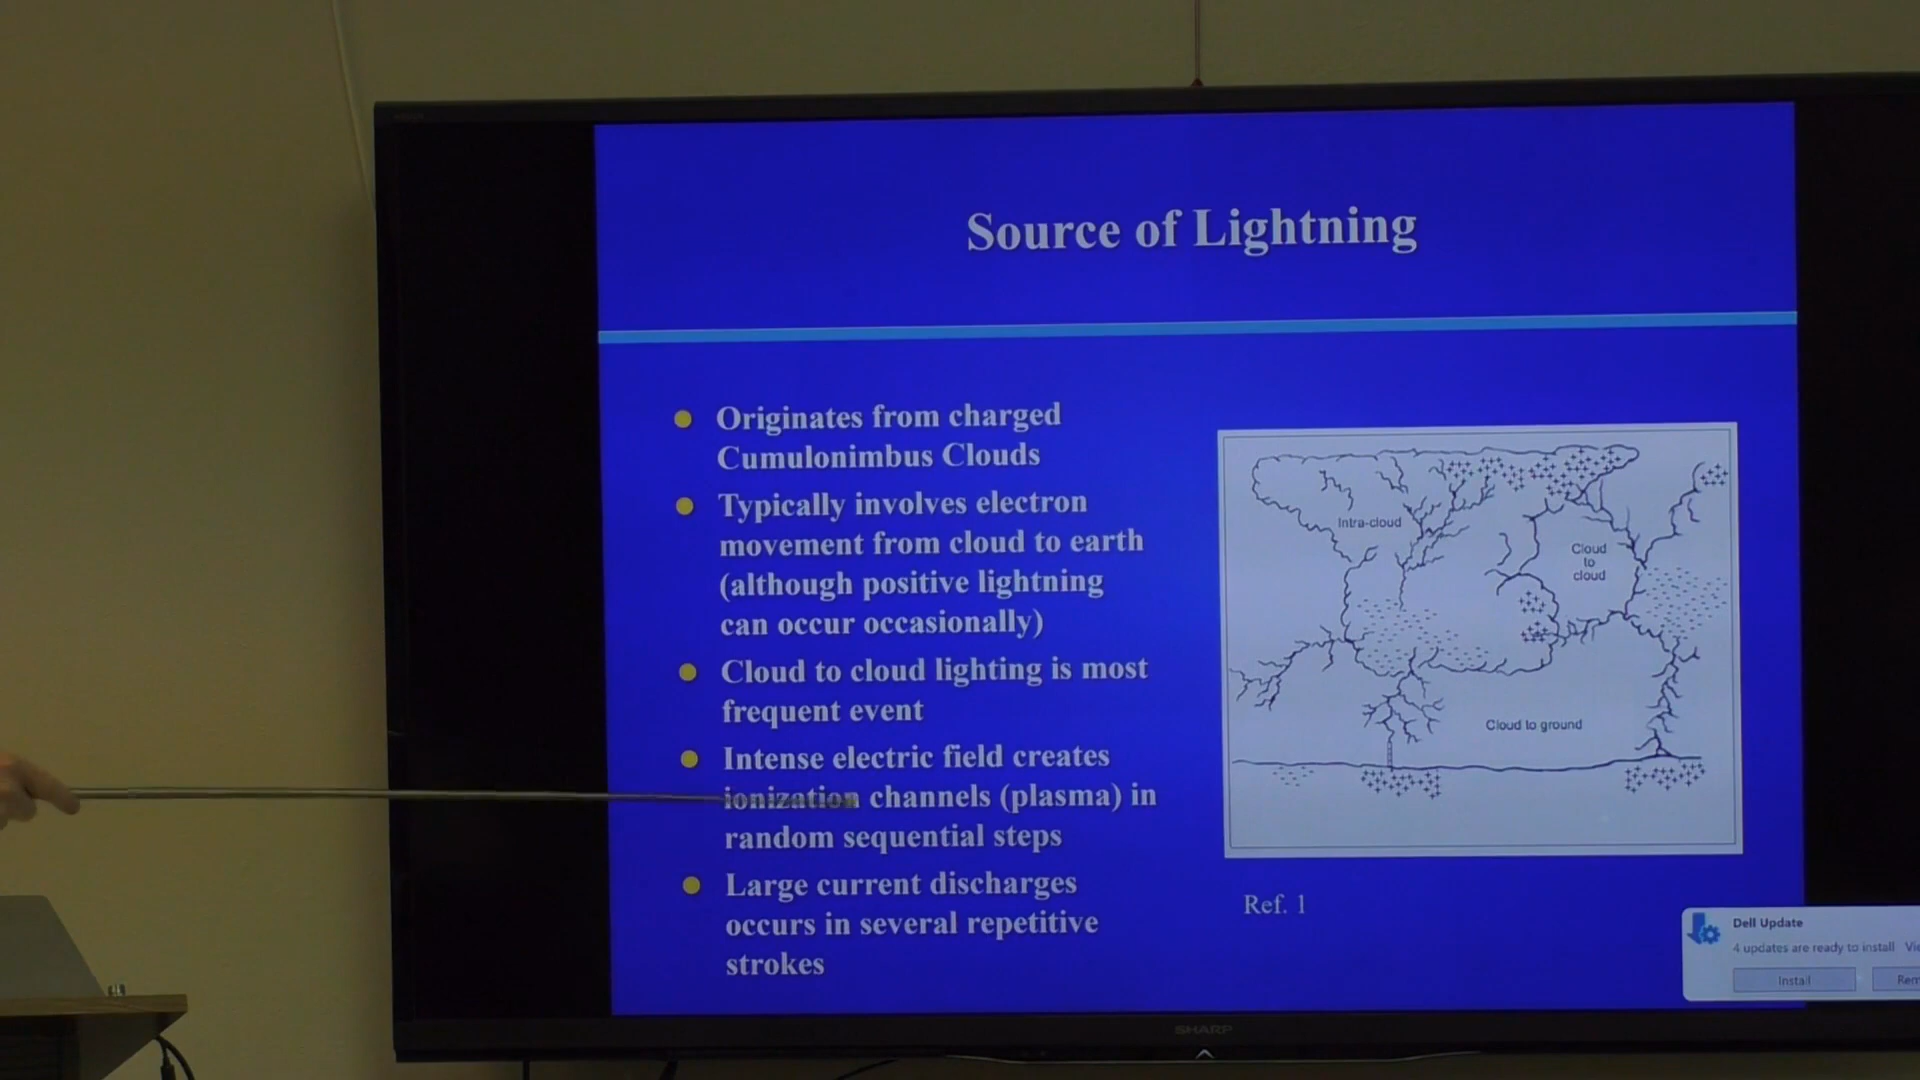 Source of Lightning
Originates from charged
Cumulonimbus Clouds
Typically involves electron
movement from cloud to earth
(although positive lightning
can occur occasionally)
Cloud to cloud lighting is most
frequent event
Intense electric field creates
ionization channels (plasma) in
random sequential steps
Large current discharges
occurs in several repetitive
strokes
Intra-cloud
Cloud
to
cloud
Cloud to ground
Ref. 1
Dell Update
4 updates are ready to install
Install
SHARP